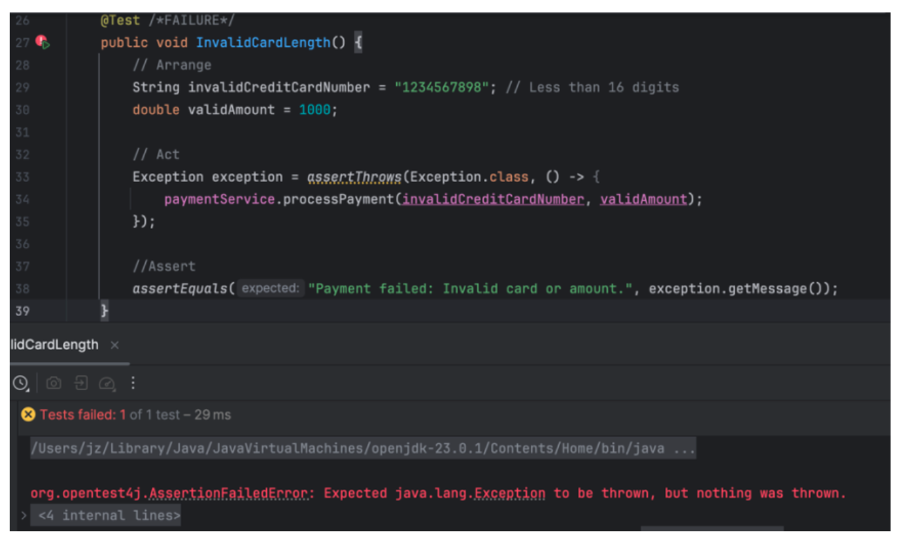 26 @Test /*FAILURE*/
27 public void InvalidCardLength() {
28 // Arrange
29 String invalidCreditCardNumber = "1234567898"; // Less than 16 digits
30 double validAmount = 1000;
31
32 // Act
33 Exception exception = assertThrows(Exception.class, () -> {
34 paymentService.processPayment(invalidCreditCardNumber, validAmount);
35 });
36
37 //Assert
38 assertEquals( expected: "Payment failed: Invalid card or amount.", exception.getMessage());
39 }
lidCardLength ×
Tests failed: 1 of 1 test – 29 ms
/Users/jz/Library/Java/JavaVirtualMachines/openjdk-23.0.1/Contents/Home/bin/java ...
org.opentest4j.AssertionFailedError: Expected java.lang.Exception to be thrown, but nothing was thrown.
> <4 internal lines>